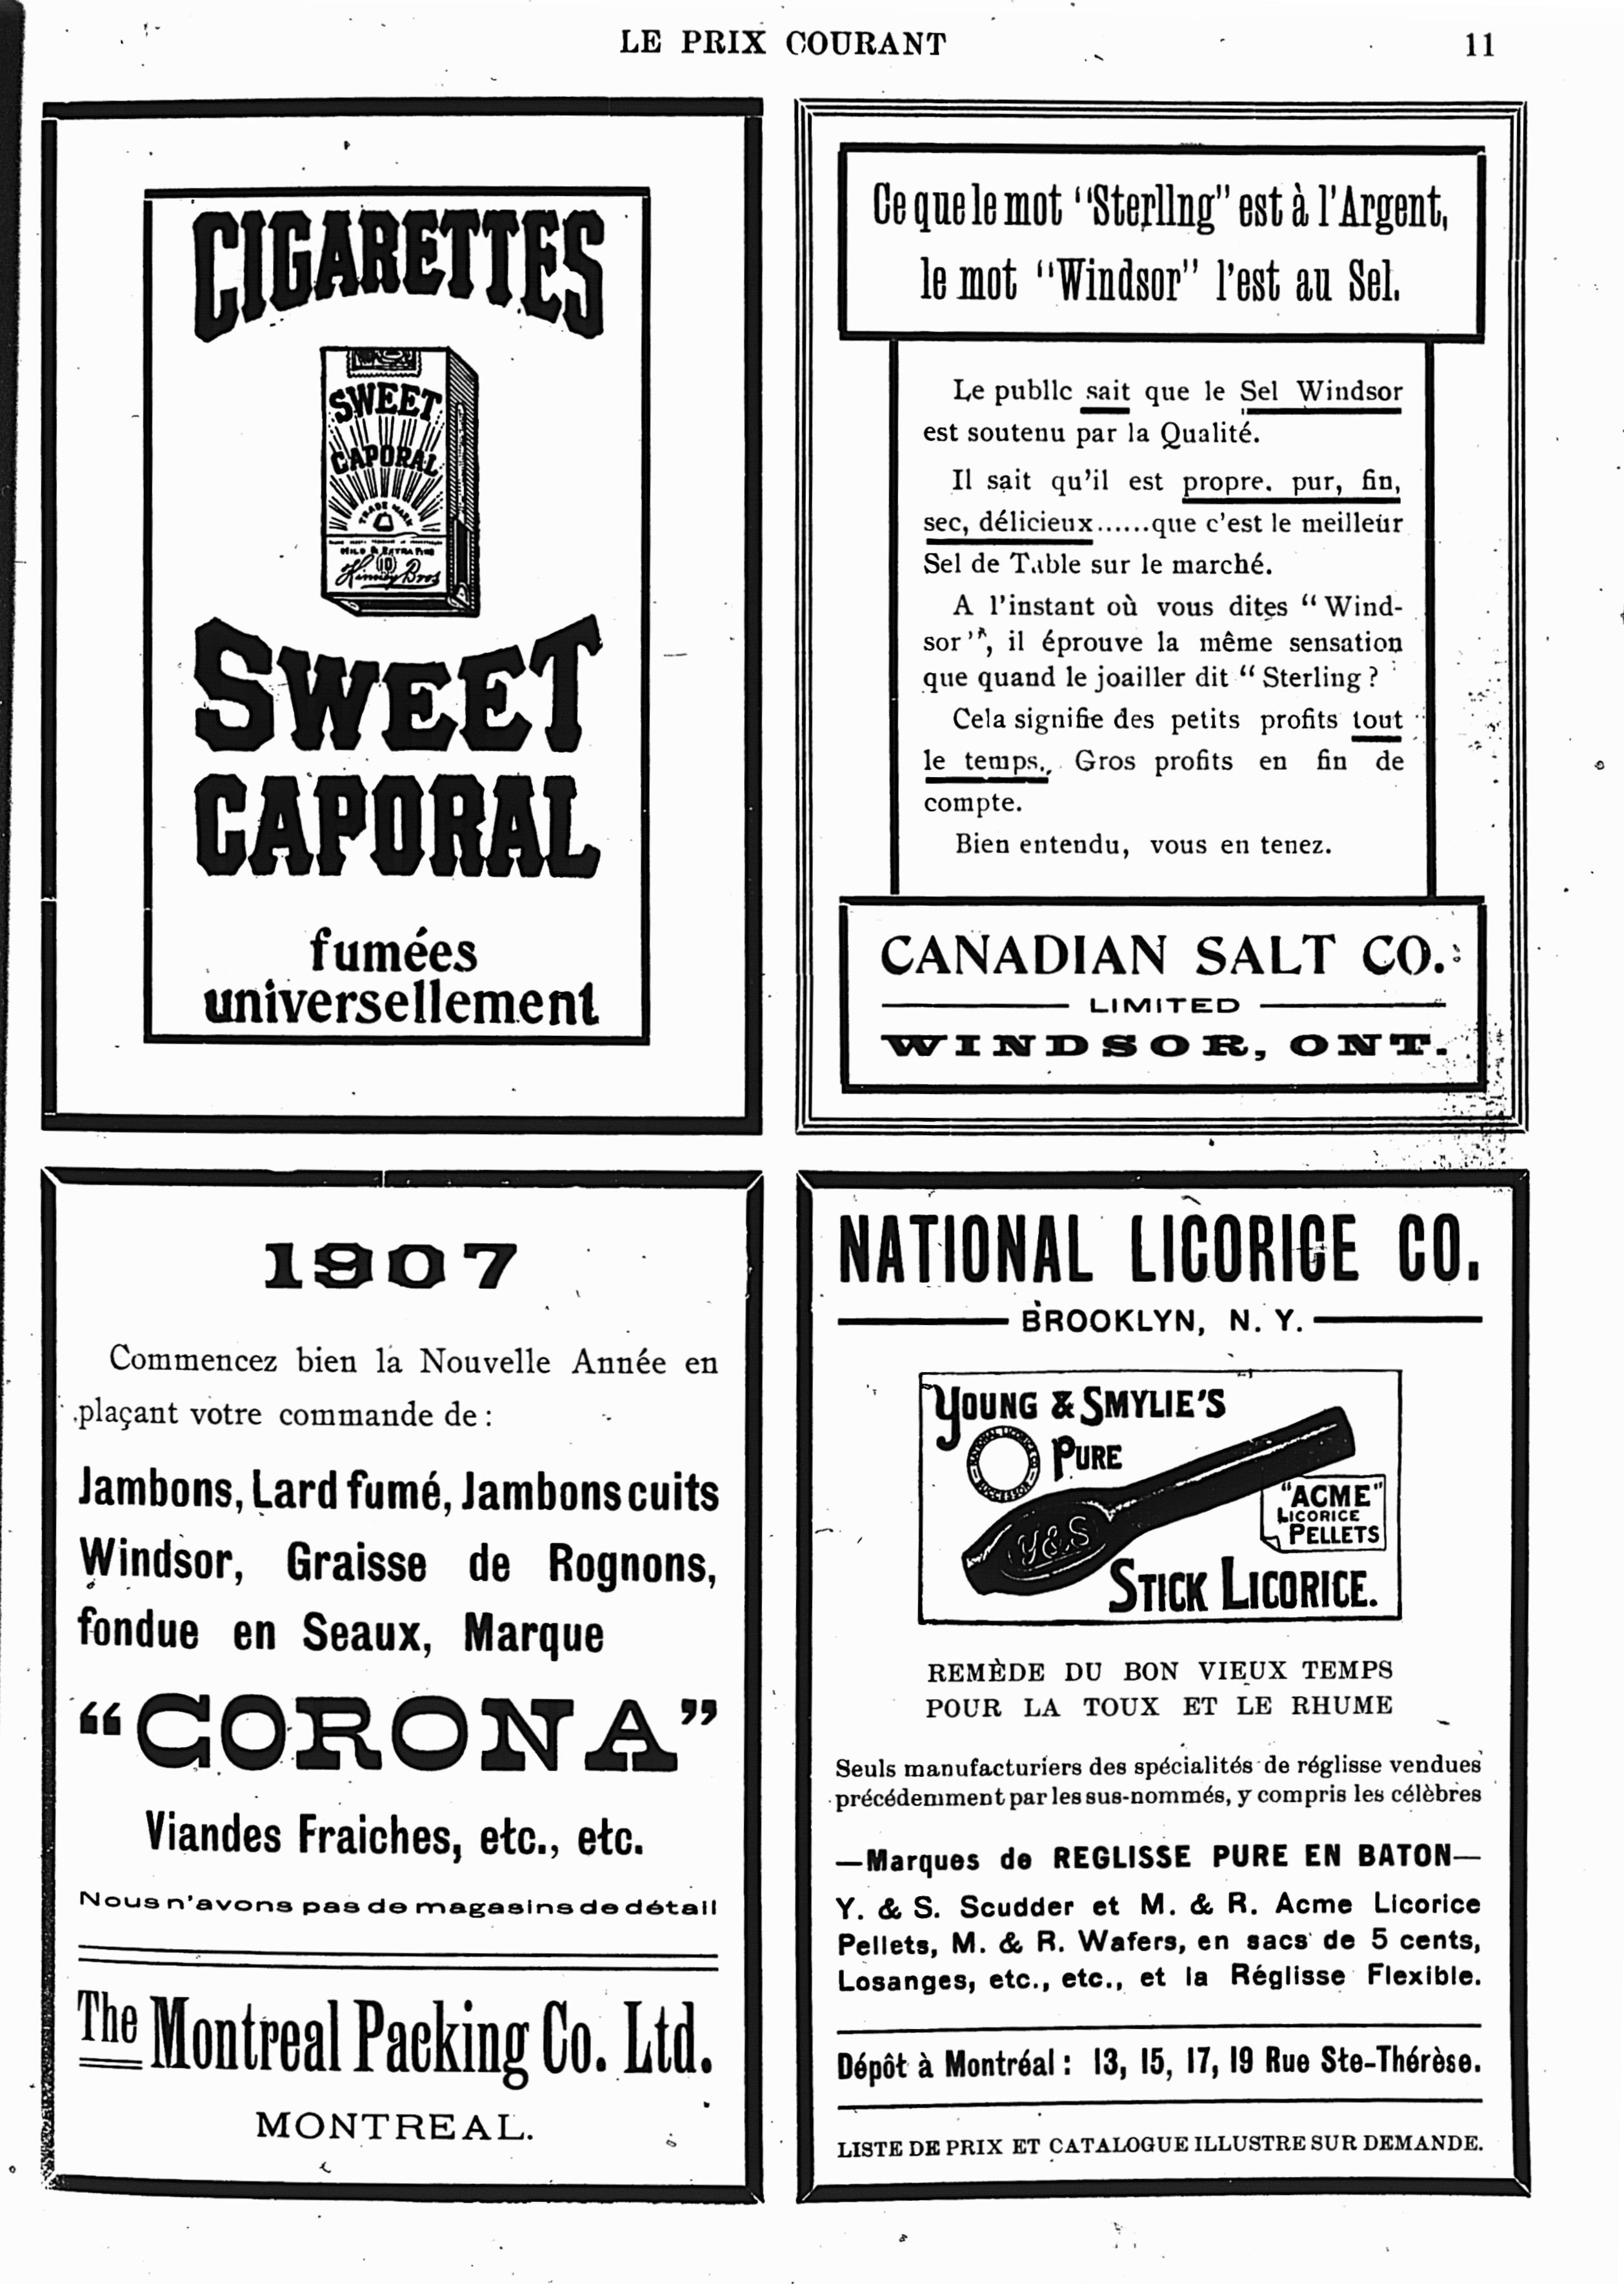 LE PRIX COURANT
11
CIGARETTES
SWEET
CAPORAL
TRADE MARK
MILD & EXTRA FINE
10
Kinney Bros
SWEET
CAPORAL
fumées
universellement
Ce que le mot "Sterling" est à l'Argent,
le mot "Windsor" l'est au Sel.
Le public sait que le Sel Windsor
est soutenu par la Qualité.
Il sait qu'il est propre, pur, fin,
sec, délicieux......que c'est le meilleur
Sel de Table sur le marché.
A l'instant où vous dites "Wind-
sor", il éprouve la même sensation
que quand le joailler dit "Sterling?
Cela signifie des petits profits tout
le temps. Gros profits en fin de
compte.
Bien entendu, vous en tenez.
CANADIAN SALT CO.
LIMITED
WINDSOR, ONT.
1907
Commencez bien la Nouvelle Année en
plaçant votre commande de :
Jambons, Lard fumé, Jambons cuits
Windsor, Graisse de Rognons,
fondue en Seaux, Marque
"CORONA"
Viandes Fraiches, etc., etc.
Nous n'avons pas de magasins de détail
The Montreal Packing Co. Ltd.
MONTREAL.
NATIONAL LICORICE CO.
BROOKLYN, N. Y.
YOUNG & SMYLIE'S
NATIONAL LICORICE CO
SUCCESSOR
PURE
"ACME"
LICORICE
PELLETS
Y&S
STICK LICORICE.
REMÈDE DU BON VIEUX TEMPS
POUR LA TOUX ET LE RHUME
Seuls manufacturiers des spécialités de réglisse vendues
précédemment par les sus-nommés, y compris les célèbres
—Marques de REGLISSE PURE EN BATON—
Y. & S. Scudder et M. & R. Acme Licorice
Pellets, M. & R. Wafers, en sacs de 5 cents,
Losanges, etc., etc., et la Réglisse Flexible.
Dépôt à Montréal : 13, 15, 17, 19 Rue Ste-Thérèse.
LISTE DE PRIX ET CATALOGUE ILLUSTRE SUR DEMANDE.